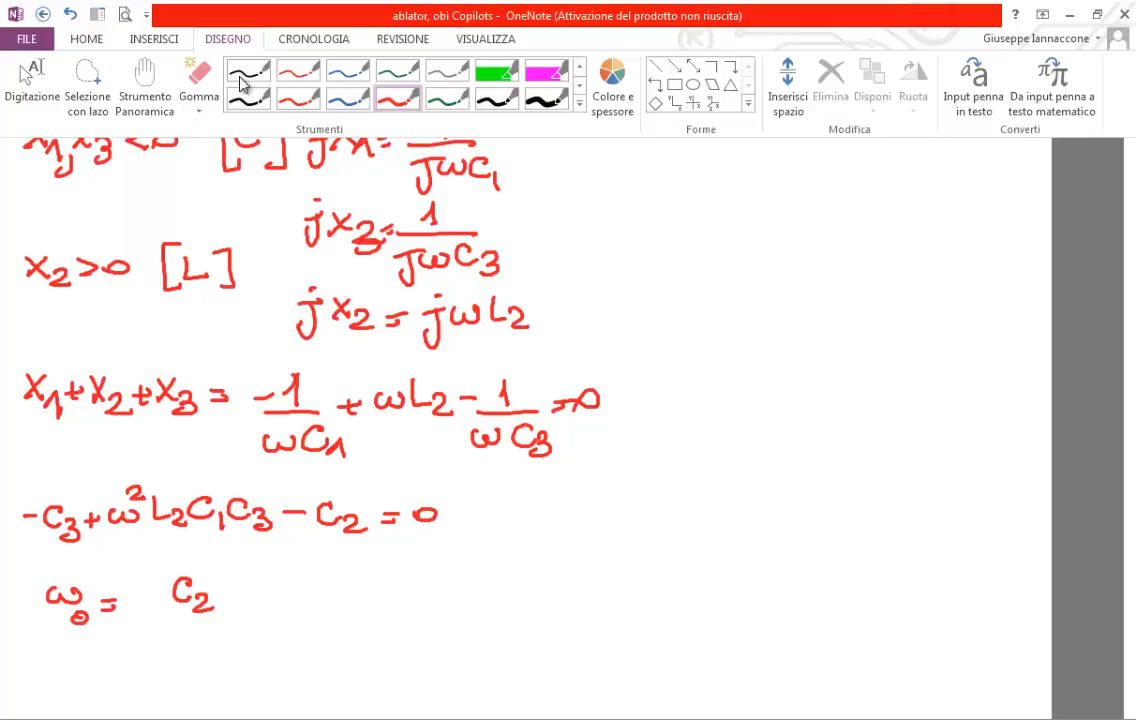 ablator, obi Copilots - OneNote (Attivazione del prodotto non riuscita)
?
FILE HOME INSERISCI DISEGNO CRONOLOGIA REVISIONE VISUALIZZA Giuseppe Iannaccone
Digitazione
Selezione con lazo
Strumento Panoramica
Gomma
Colore e spessore
Inserisci spazio
Elimina
Disponi
Ruota
Input penna in testo
Da input penna a testo matematico
Strumenti Forme Modifica Converti
jωC₁
jX₂ = 1/(jωC₃)
X₂ > 0 [L]
jX₂ = jωL₂
X₁ + X₂ + X₃ = -1/(ωC₁) + ωL₂ - 1/(ωC₃) = 0
-C₃ + ω²L₂C₁C₃ - C₂ = 0
ω₀ = C₂